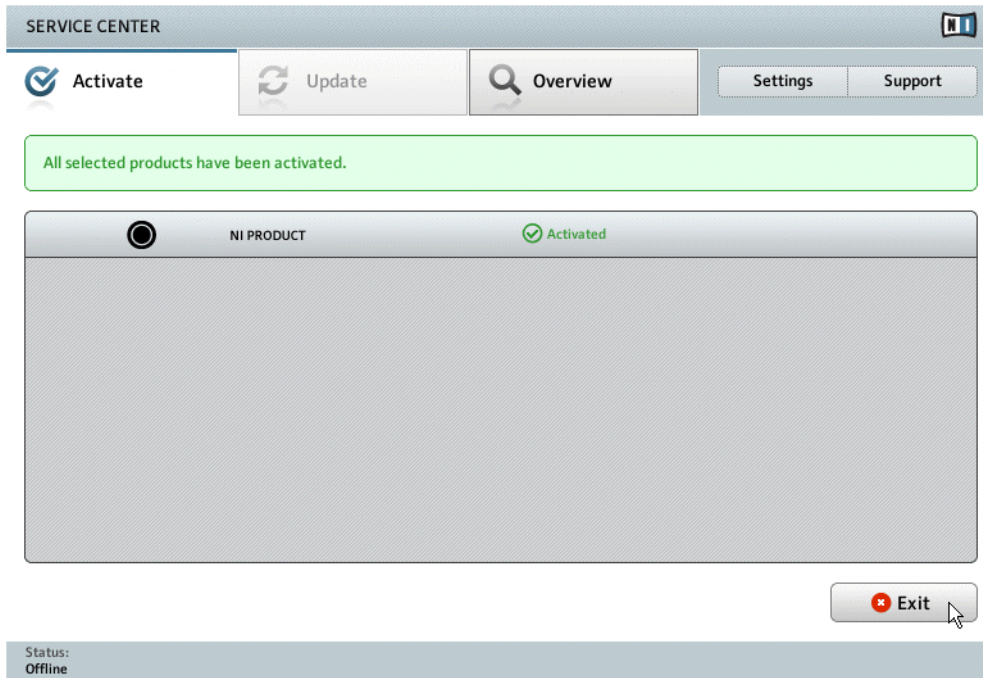 SERVICE CENTER
NI
Activate
Update
Overview
Settings
Support
All selected products have been activated.
NI PRODUCT
Activated
Exit
Status:
Offline